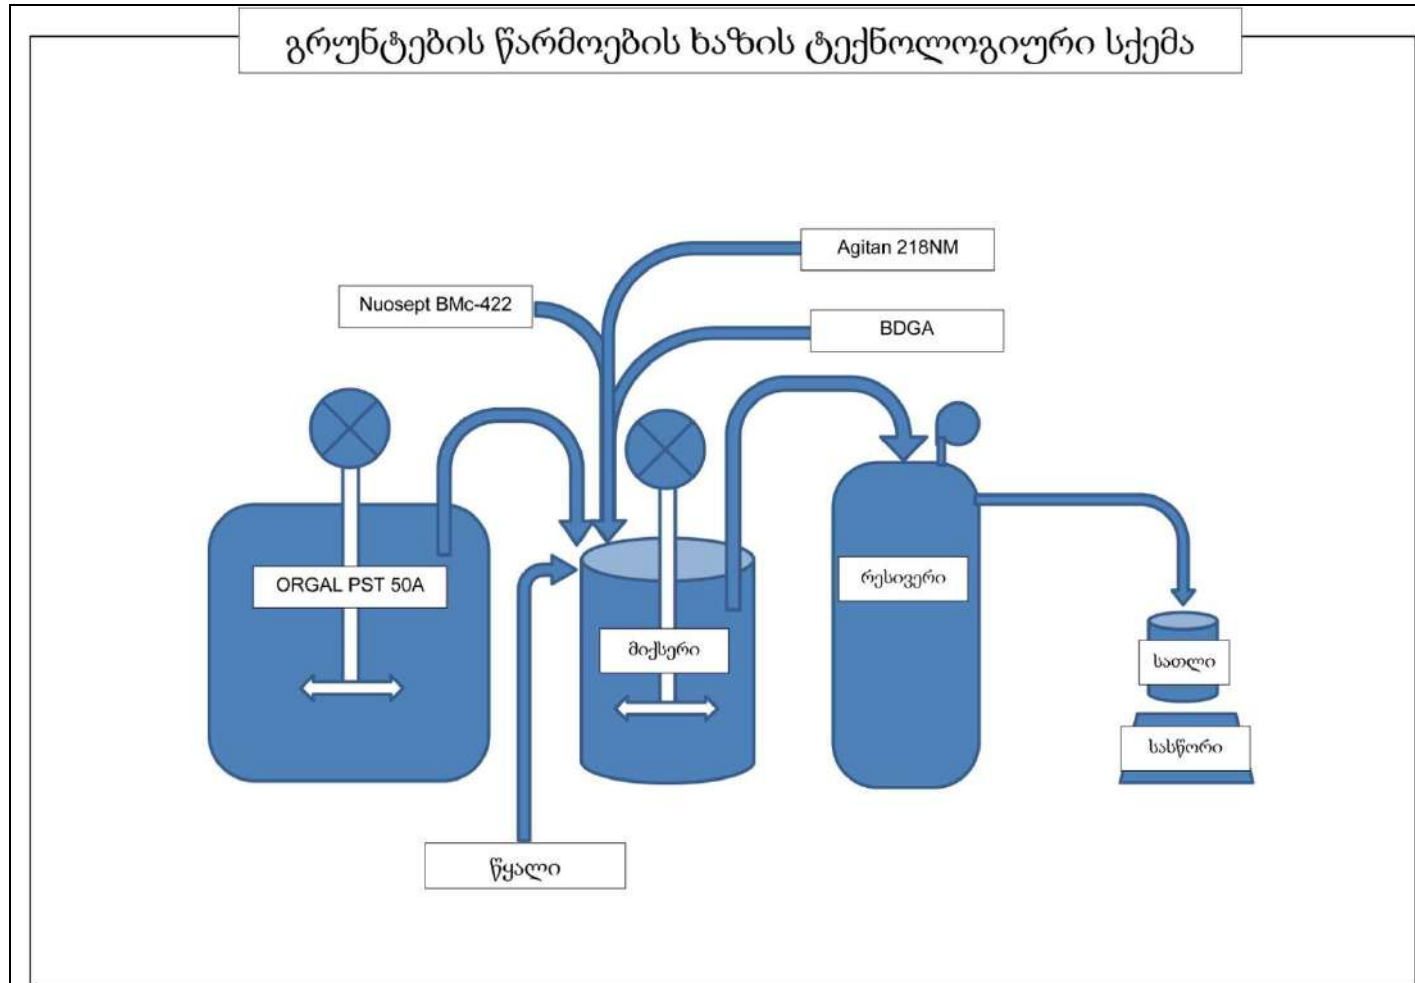 გრუნტების წარმოების ხაზის ტექნოლოგიური სქემა
Agitan 218NM
Nuosept BMc-422
BDGA
ORGAL PST 50A
რესივერი
მიქსერი
სათლი
სასწორი
წყალი